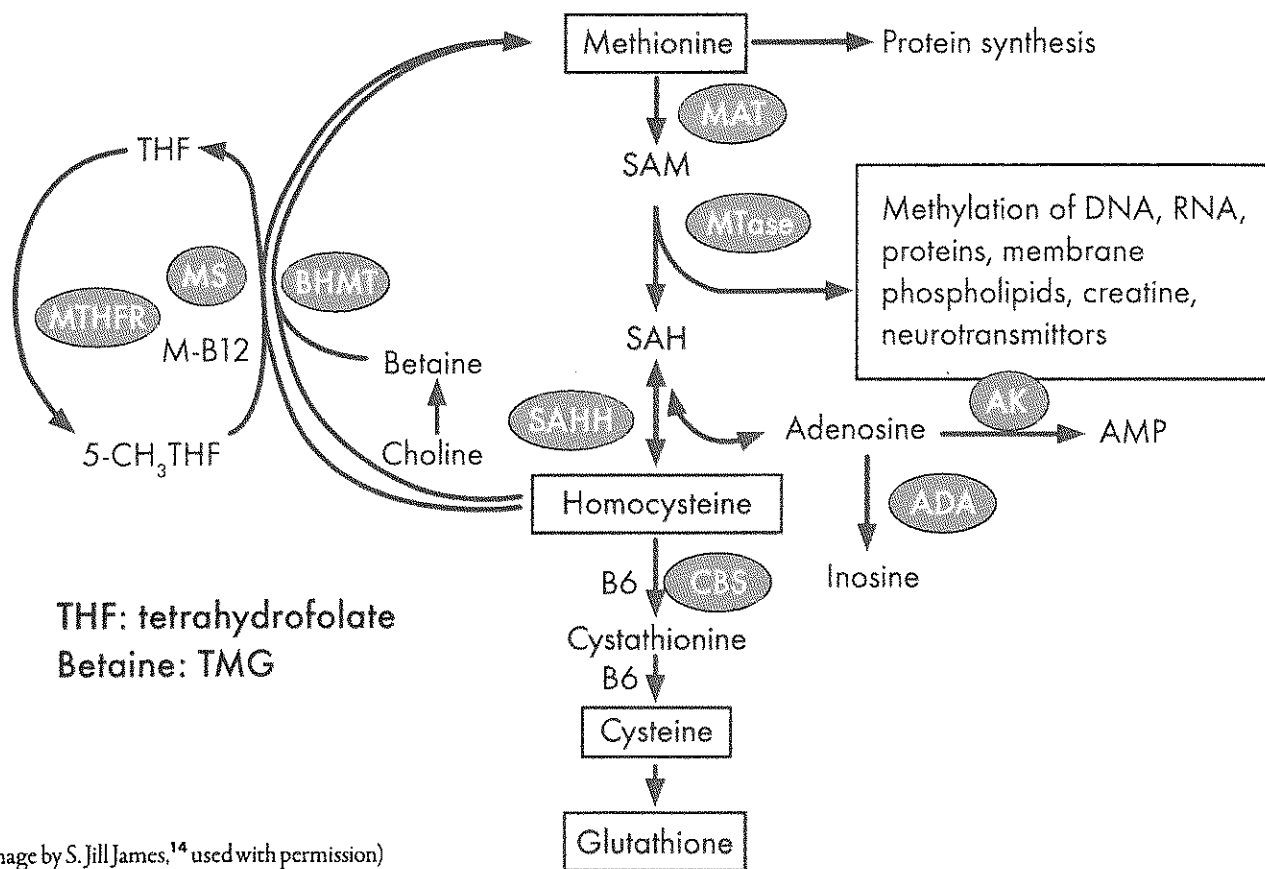 Methionine
Protein synthesis
MAT
THF
SAM
MTase
Methylation of DNA, RNA,
proteins, membrane
phospholipids, creatine,
neurotransmittors
MS
BHMT
MTHFR
M-B12
SAH
Betaine
AK
SAHH
Adenosine
AMP
5-CH₃THF
Choline
Homocysteine
ADA
B6
CBS
Inosine
THF: tetrahydrofolate
Cystathionine
Betaine: TMG
B6
Cysteine
Glutathione
nage by S. Jill James,¹⁴ used with permission)